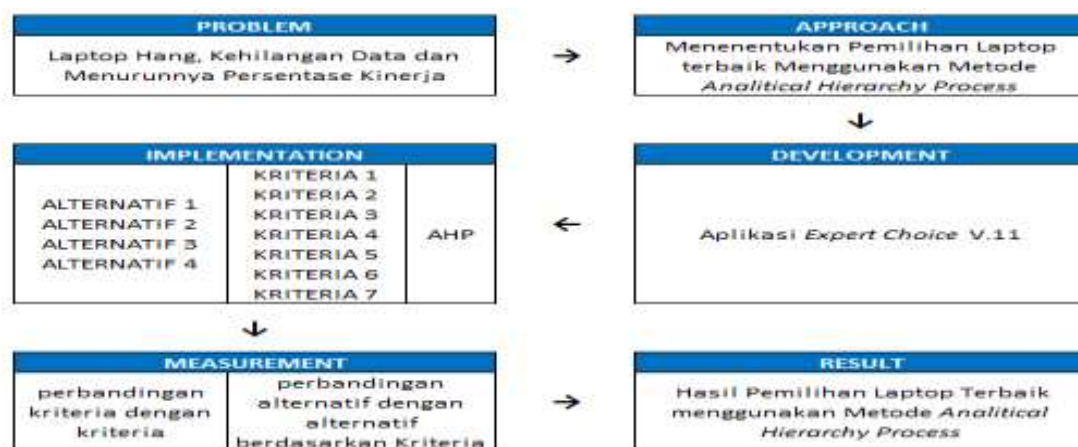 PROBLEM
Laptop Hang, Kehilangan Data dan
Menurunnya Persentase Kinerja
→
APPROACH
Menenentukan Pemilihan Laptop
terbaik Menggunakan Metode
Analitical Hierarchy Process
↓
DEVELOPMENT
Aplikasi Expert Choice V.11
←
IMPLEMENTATION
ALTERNATIF 1
ALTERNATIF 2
ALTERNATIF 3
ALTERNATIF 4
KRITERIA 1
KRITERIA 2
KRITERIA 3
KRITERIA 4
KRITERIA 5
KRITERIA 6
KRITERIA 7
AHP
↓
MEASUREMENT
perbandingan
kriteria dengan
kriteria
perbandingan
alternatif dengan
alternatif
berdasarkan Kriteria
→
RESULT
Hasil Pemilihan Laptop Terbaik
menggunakan Metode Analitical
Hierarchy Process